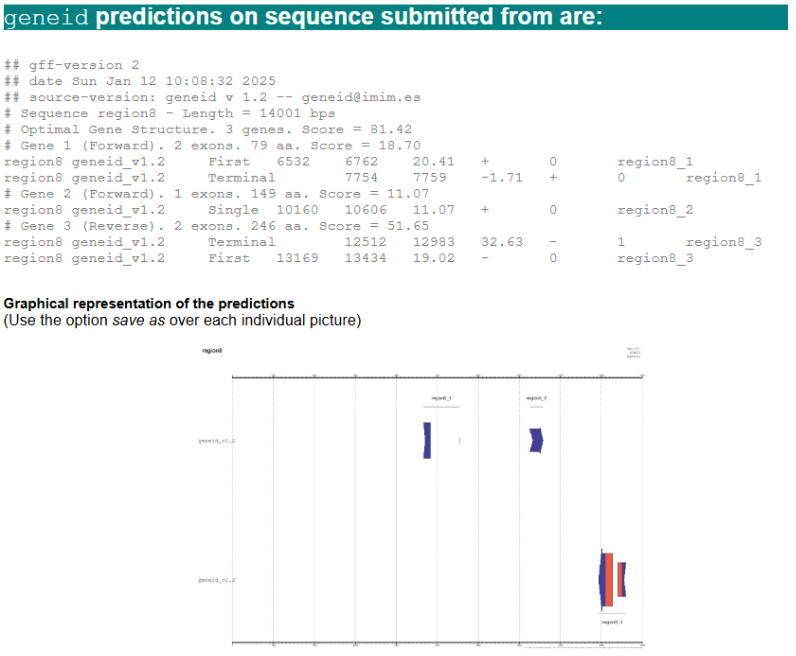 geneid predictions on sequence submitted from are:
## gff-version 2
## date Sun Jan 12 10:08:32 2025
## source-version: geneid v 1.2 -- geneid@imim.es
# Sequence region8 - Length = 14001 bps
# Optimal Gene Structure. 3 genes. Score = 81.42
# Gene 1 (Forward). 2 exons. 79 aa. Score = 18.70
region8 geneid_v1.2 First 6532 6762 20.41 + 0 region8_1
region8 geneid_v1.2 Terminal 7754 7759 -1.71 + 0 region8_1
# Gene 2 (Forward). 1 exons. 149 aa. Score = 11.07
region8 geneid_v1.2 Single 10160 10606 11.07 + 0 region8_2
# Gene 3 (Reverse). 2 exons. 246 aa. Score = 51.65
region8 geneid_v1.2 Terminal 12512 12983 32.63 - 1 region8_3
region8 geneid_v1.2 First 13169 13434 19.02 - 0 region8_3
Graphical representation of the predictions
(Use the option save as over each individual picture)
region8
region8_1 region8_2
geneid_v1.2
geneid_v1.2
region8_3